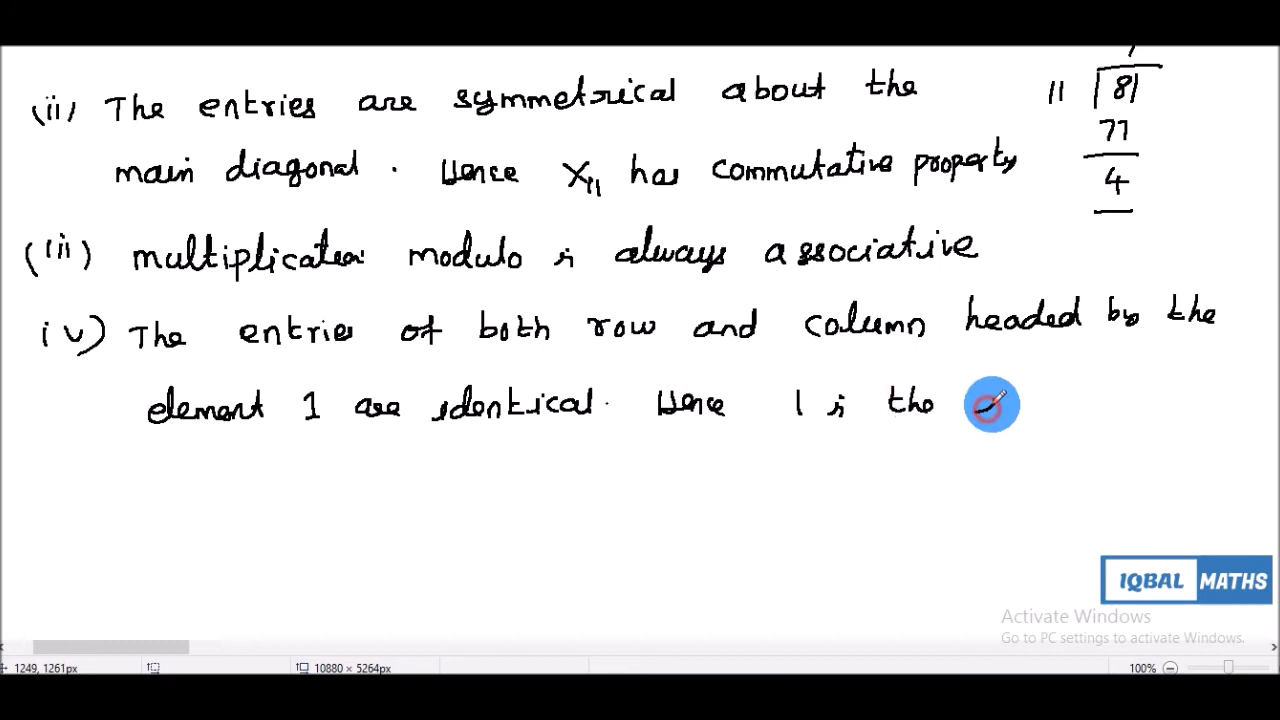 (ii) The entries are symmetrical about the
main diagonal. Hence X11 has commutative property
11 81
77
4
(iii) multiplication modulo is always associative
iv) The entries of both row and column headed by the
element 1 are identical. Hence 1 is the
IQBAL MATHS
Activate Windows
Go to PC settings to activate Windows.
1249, 1261px 10880 × 5264px 100%